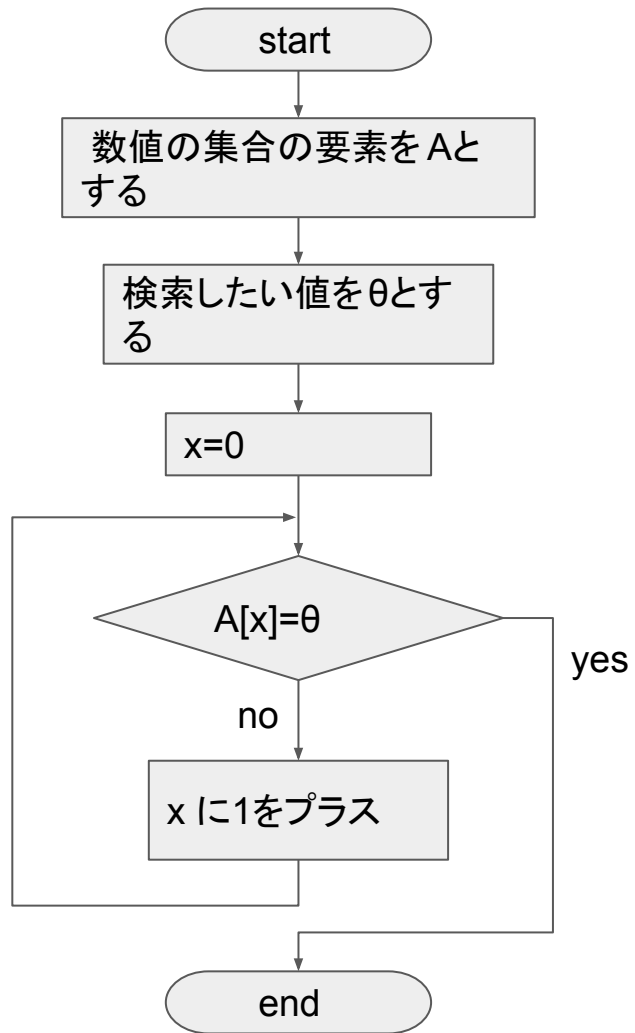 start
数値の集合の要素をAと
する
検索したい値をθとす
る
x=0
A[x]=θ
yes
no
x に1をプラス
end